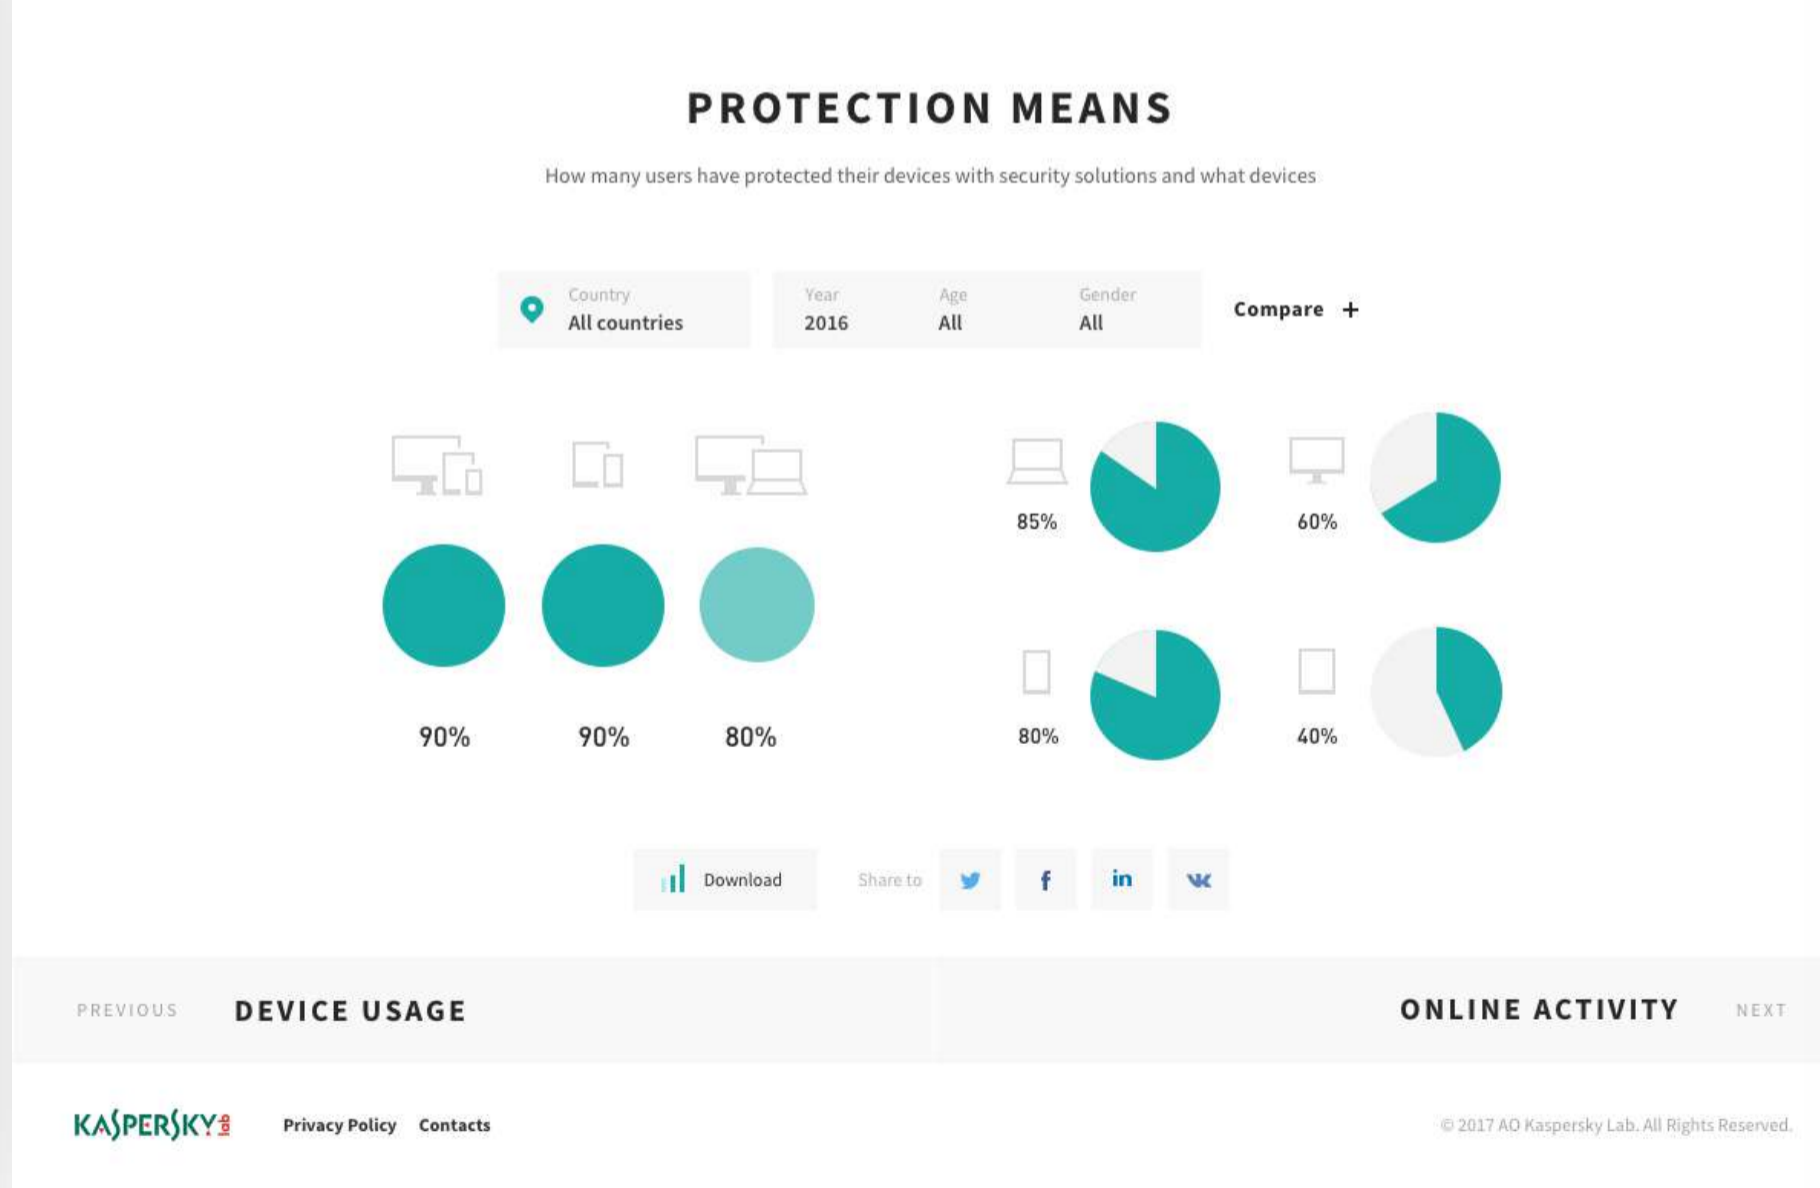 PROTECTION MEANS
How many users have protected their devices with security solutions and what devices
Country
All countries
Year
2016
Age
All
Gender
All
Compare +
90%
90%
80%
85%
60%
80%
40%
Download
Share to
f
in
PREVIOUS
DEVICE USAGE
ONLINE ACTIVITY
NEXT
KASPERSKY lab
Privacy Policy
Contacts
© 2017 AO Kaspersky Lab. All Rights Reserved.